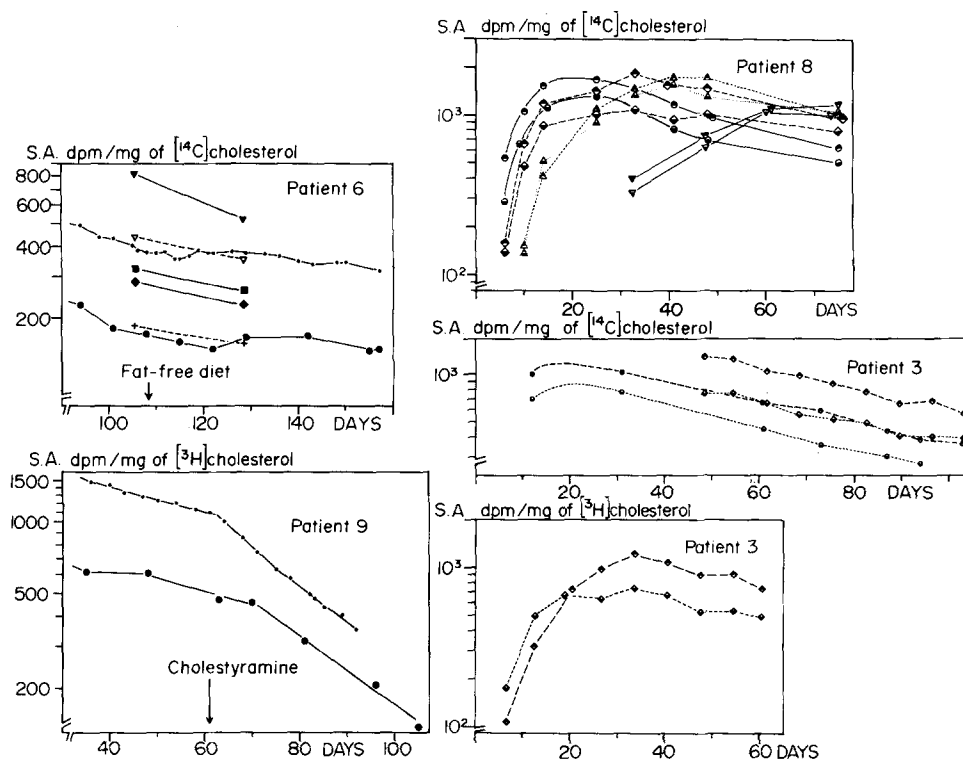 S.A. dpm/mg of [14C]cholesterol
800
600
400
200
Patient 6
Fat-free diet
100
120
140
DAYS
S.A. dpm/mg of [3H]cholesterol
1500
1000
500
200
Patient 9
Cholestyramine
40
60
80
DAYS
100
S.A. dpm/mg of [14C]cholesterol
10³
10²
Patient 8
20
40
60
DAYS
S.A. dpm/mg of [14C]cholesterol
10³
Patient 3
20
40
60
80
DAYS
S.A. dpm/mg of [3H]cholesterol
10³
10²
Patient 3
20
40
60 DAYS